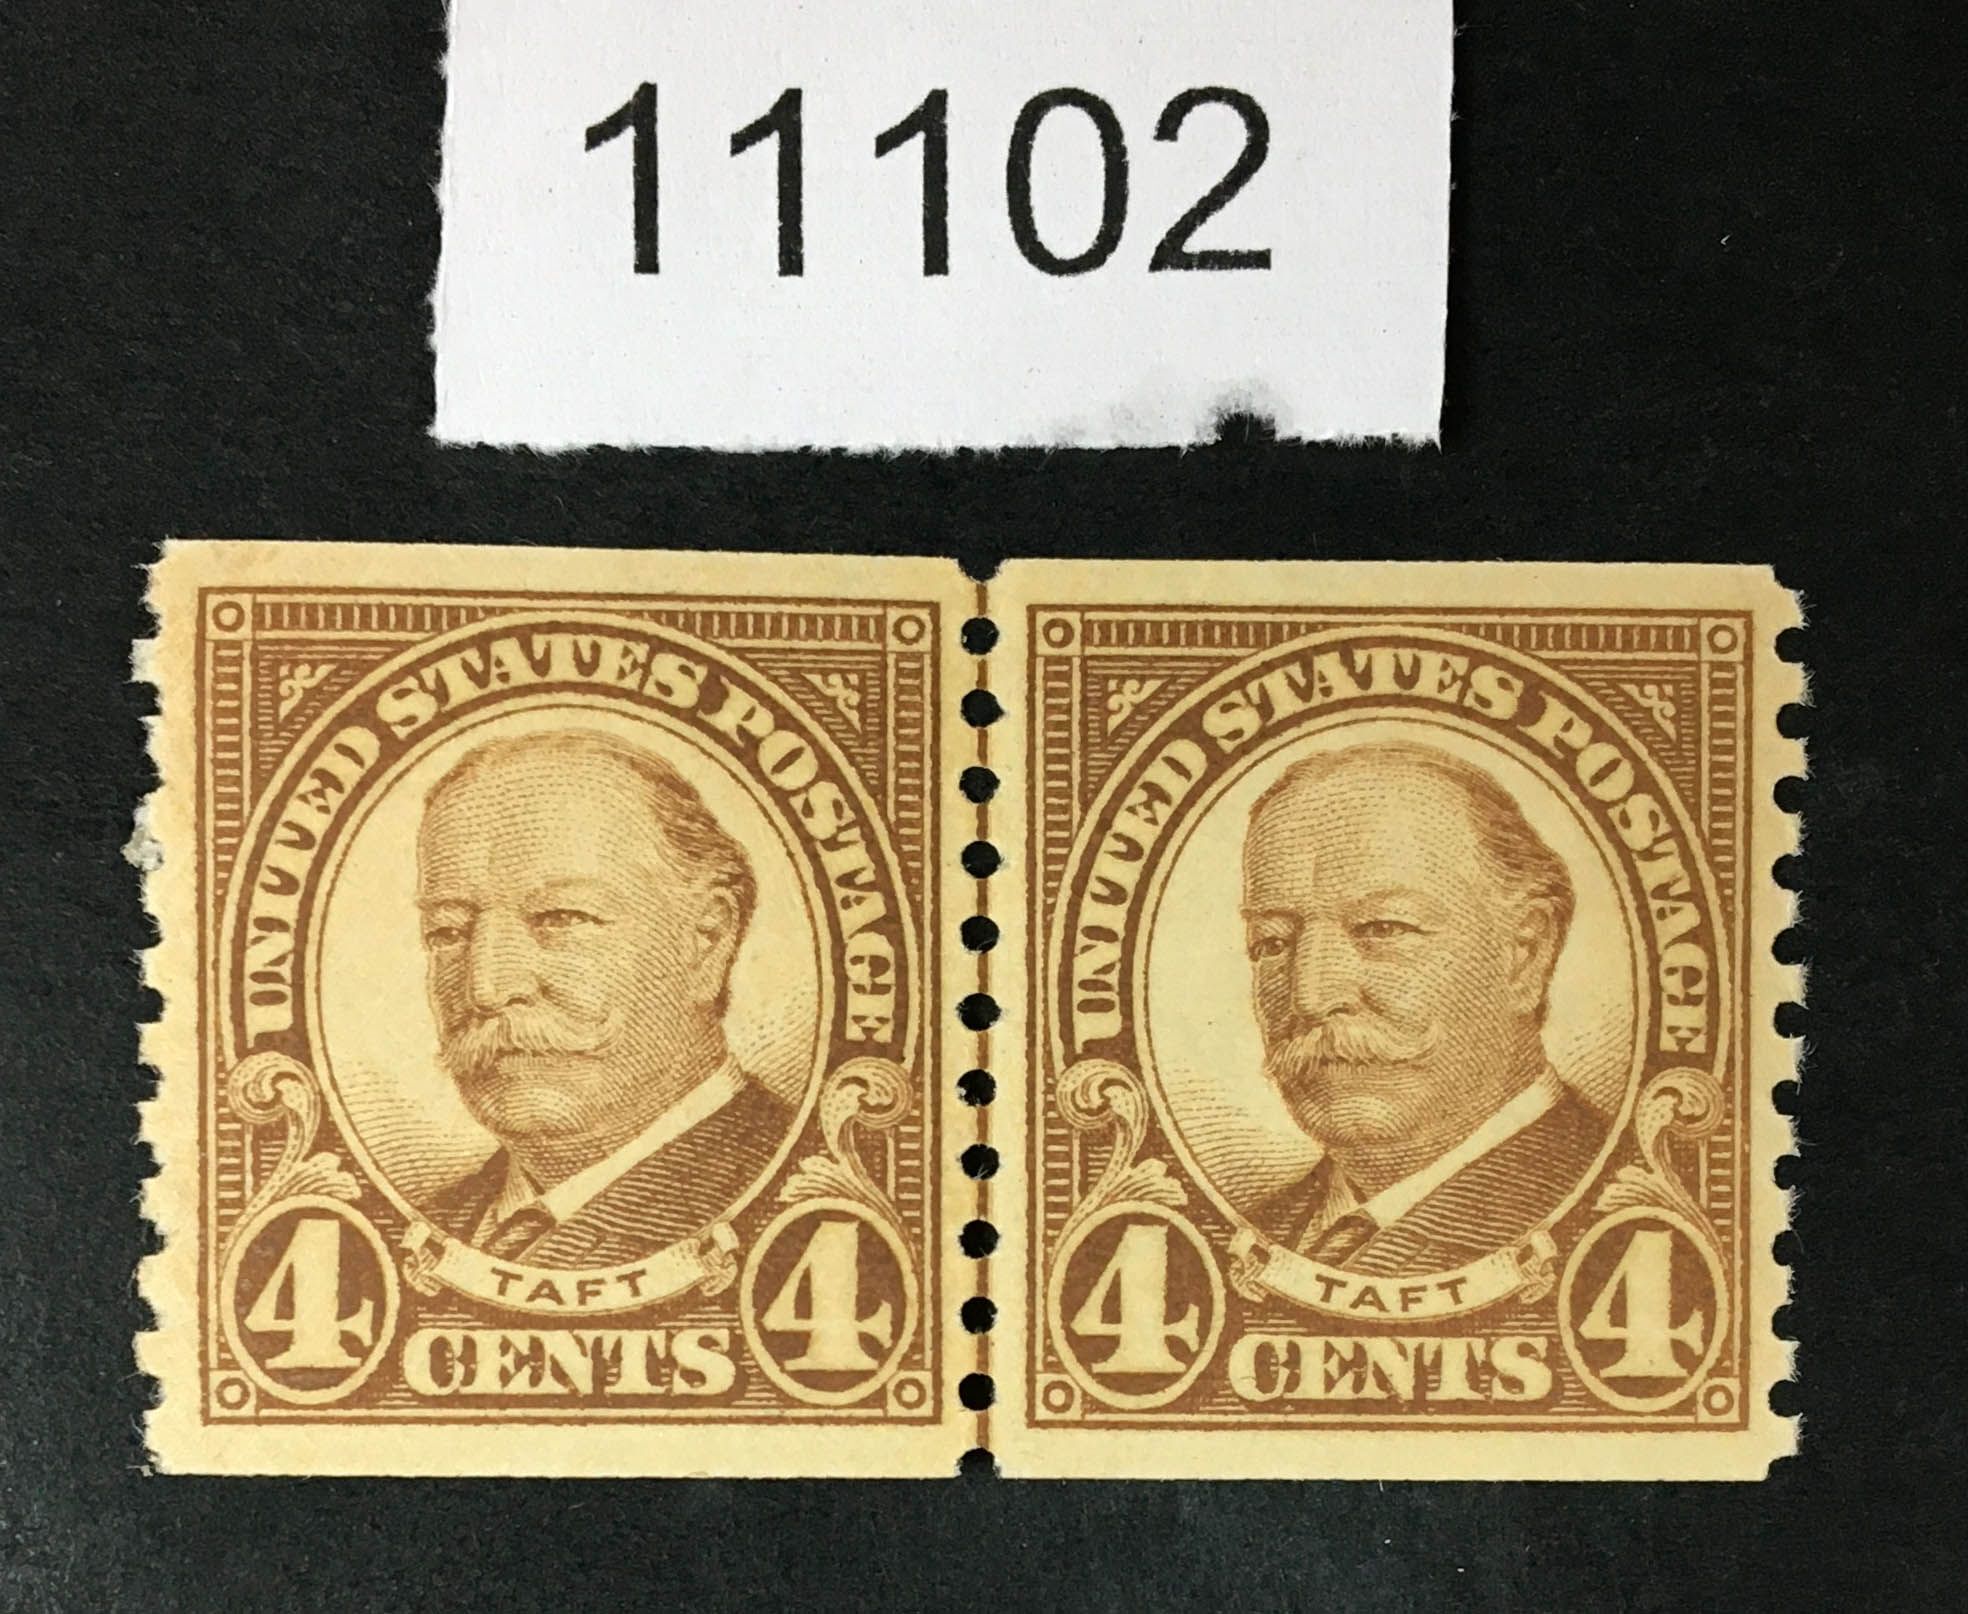 11102
UNITED STATES POSTAGE
TAFT
4 CENTS 4
UNITED STATES POSTAGE
TAFT
4 CENTS 4